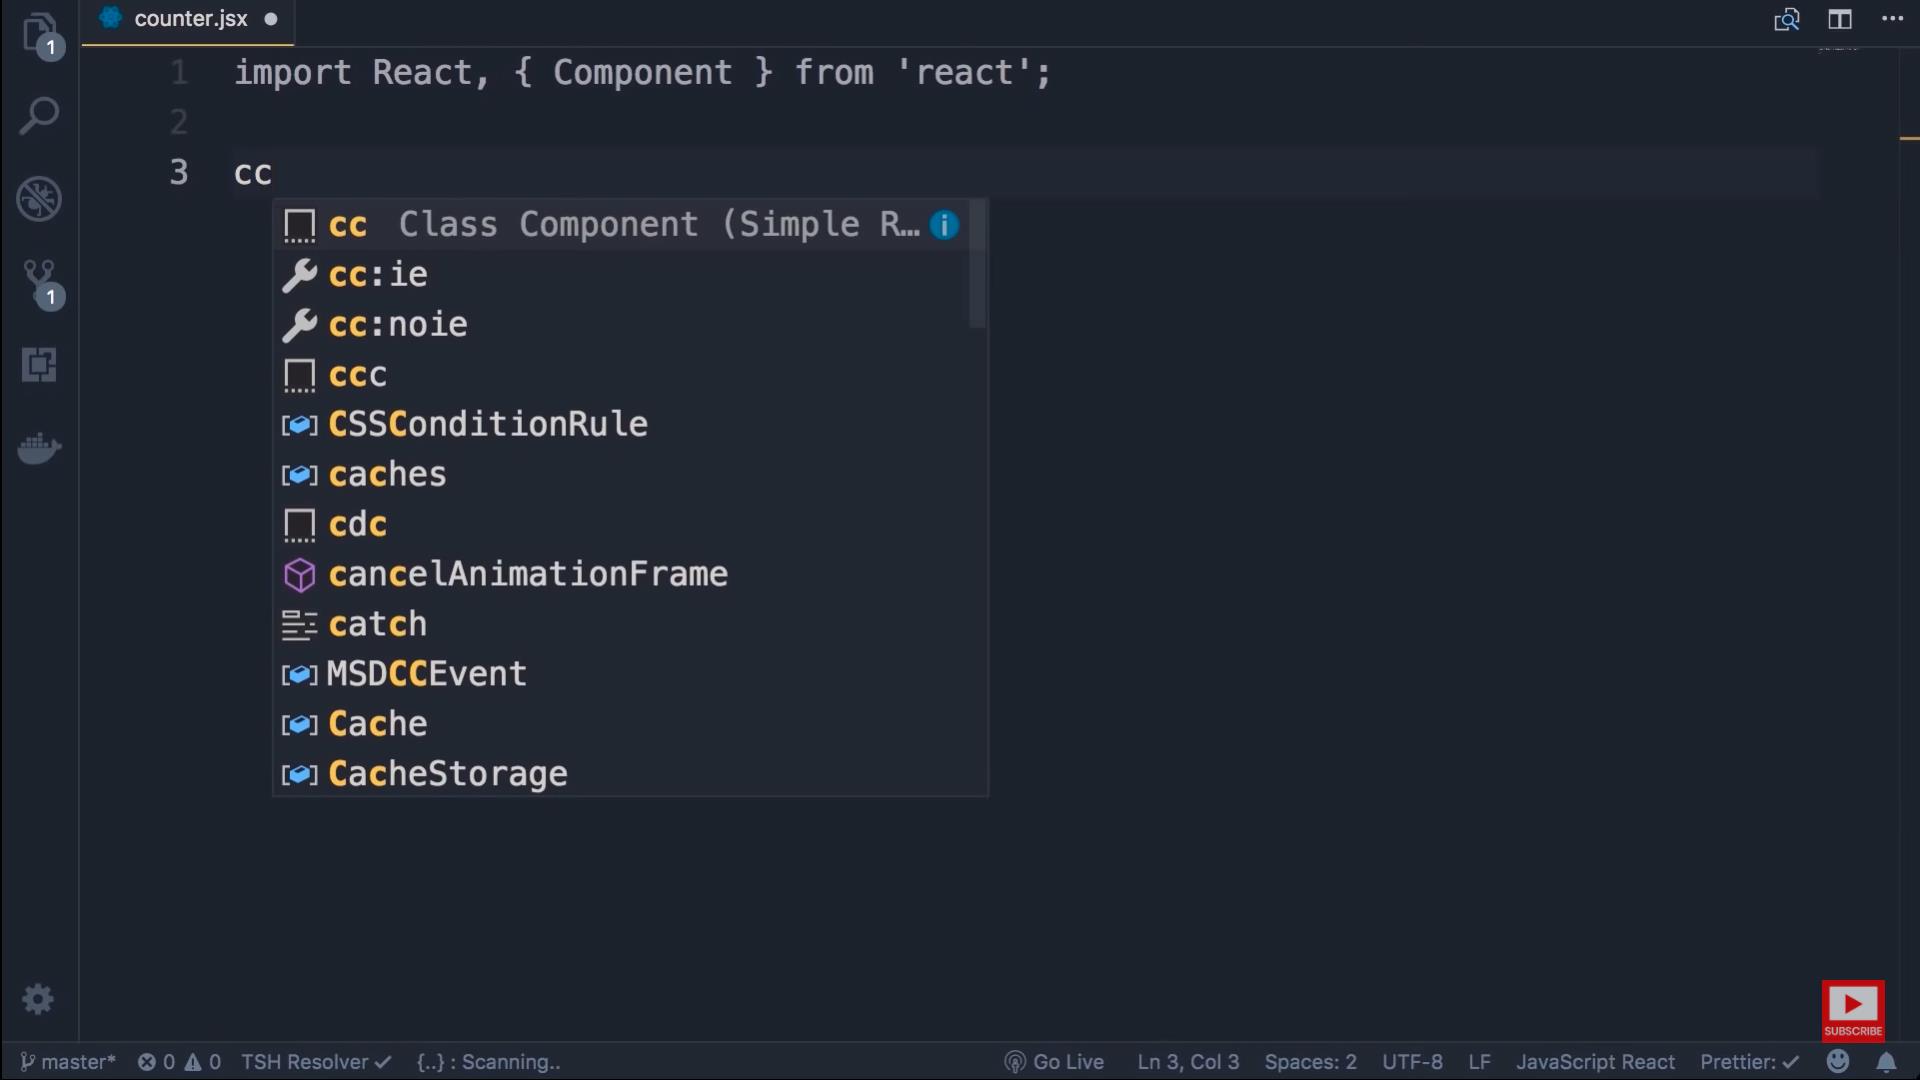 counter.jsx
1
1 import React, { Component } from 'react';
2
3 cc
cc Class Component (Simple R…
cc:ie
cc:noie
ccc
CSSConditionRule
caches
cdc
cancelAnimationFrame
catch
MSDCCEvent
Cache
CacheStorage
1
SUBSCRIBE
master* 0 0 TSH Resolver {..} : Scanning.. Go Live Ln 3, Col 3 Spaces: 2 UTF-8 LF JavaScript React Prettier: